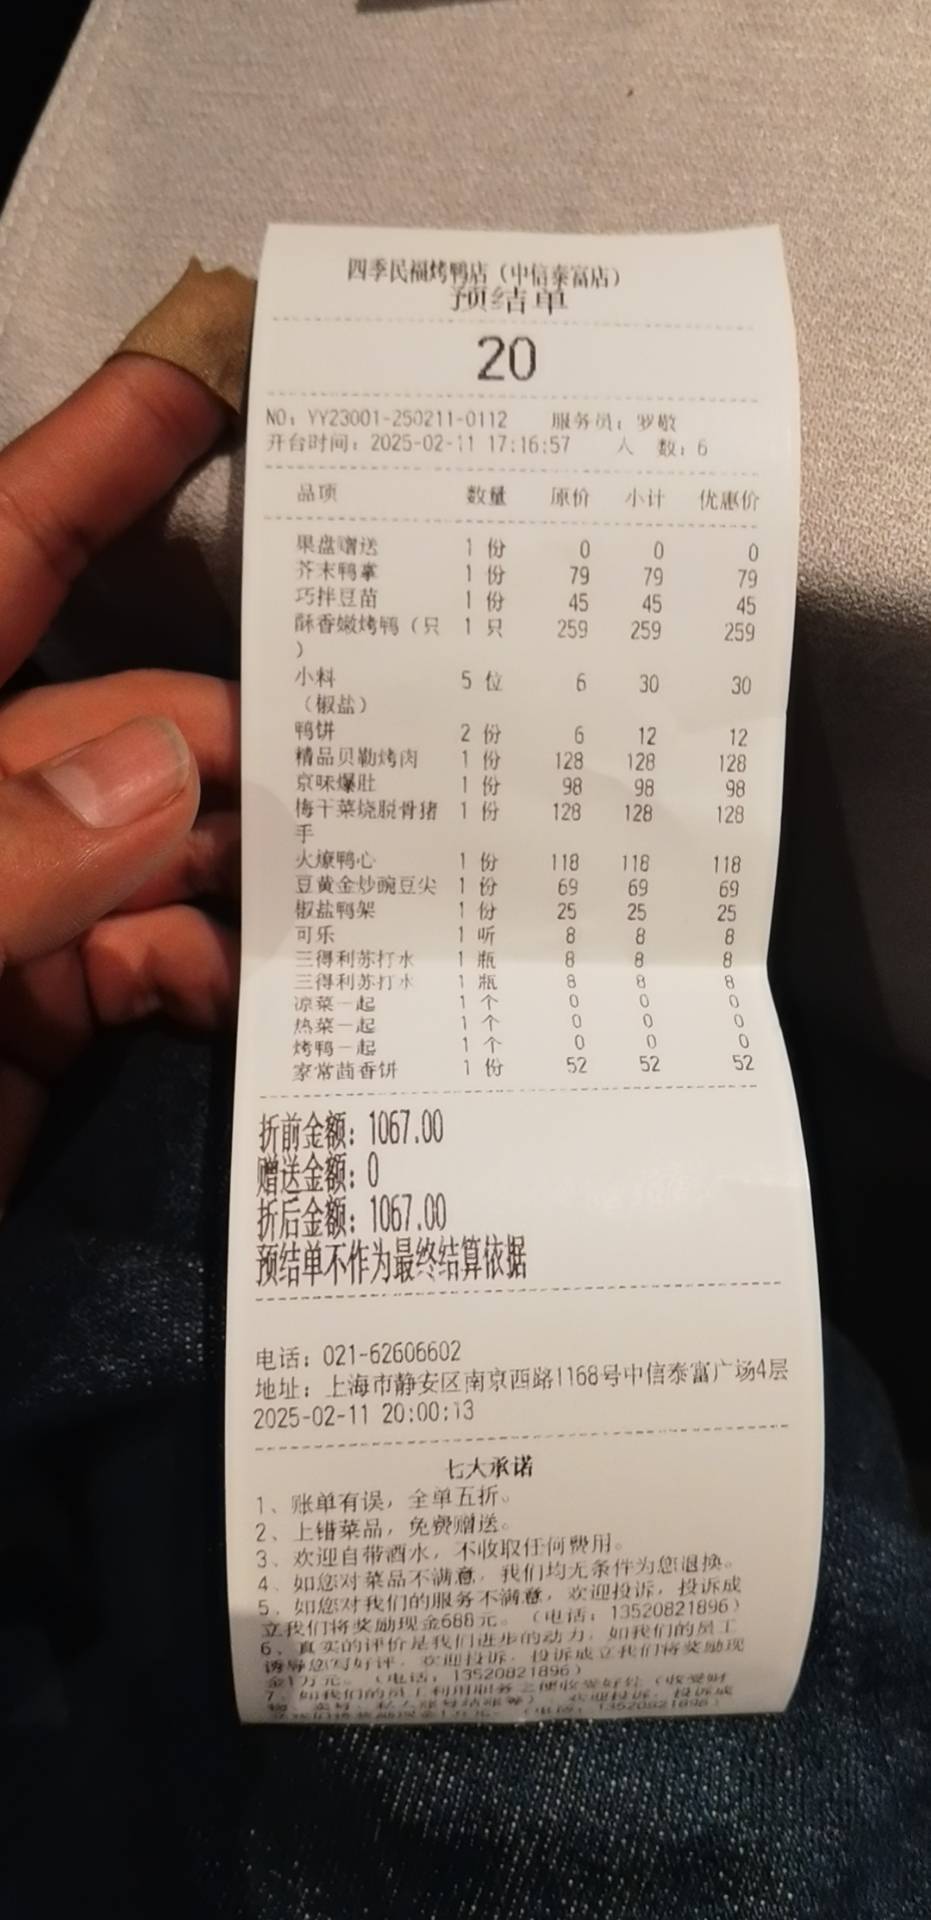 四季民福烤鸭店（中信泰富店）
预结单
20
NO: YY23001-250211-0112 服务员: 罗敬
开台时间: 2025-02-11 17:16:57 人 数: 6
品项 数量 原价 小计 优惠价
果盘赠送 1 份 0 0 0
芥末鸭掌 1 份 79 79 79
巧拌豆苗 1 份 45 45 45
酥香嫩烤鸭（只 1 只 259 259 259
）
小料 5 位 6 30 30
（椒盐）
鸭饼 2 份 6 12 12
精品贝勒烤肉 1 份 128 128 128
京味爆肚 1 份 98 98 98
梅干菜烧脱骨猪 1 份 128 128 128
手
火燎鸭心 1 份 118 118 118
豆黄金炒豌豆尖 1 份 69 69 69
椒盐鸭架 1 份 25 25 25
可乐 1 听 8 8 8
三得利苏打水 1 瓶 8 8 8
三得利苏打水 1 瓶 8 8 8
凉菜一起 1 个 0 0 0
热菜一起 1 个 0 0 0
烤鸭一起 1 个 0 0 0
家常茴香饼 1 份 52 52 52
折前金额: 1067.00
赠送金额: 0
折后金额: 1067.00
预结单不作为最终结算依据
电话: 021-62606602
地址: 上海市静安区南京西路1168号中信泰富广场4层
2025-02-11 20:00:13
七大承诺
1、账单有误，全单五折。
2、上错菜品，免费赠送。
3、欢迎自带酒水，不收取任何费用。
4、如您对菜品不满意，我们均无条件为您退换。
5、如您对我们的服务不满意，欢迎投诉，投诉成
立我们将奖励现金688元。（电话: 13520821896）
6、真实的评价是我们进步的动力，如我们的员工
诱导您写好评，欢迎投诉，投诉成立我们将奖励现
金1万元。（电话: 13520821896）
7、如我们的员工利用职务之便收受好处（收受财